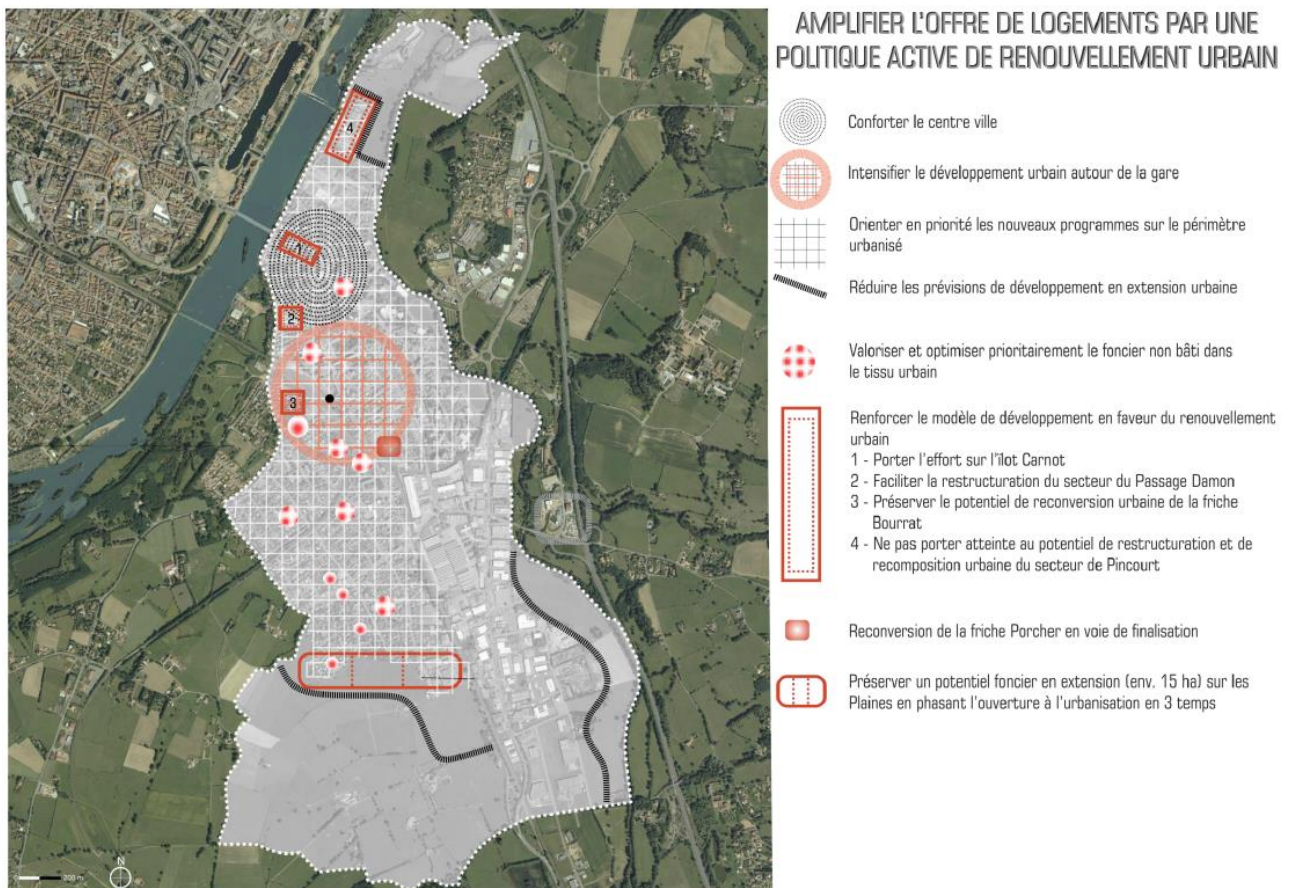 AMPLIFIER L'OFFRE DE LOGEMENTS PAR UNE
POLITIQUE ACTIVE DE RENOUVELLEMENT URBAIN
Conforter le centre ville
Intensifier le développement urbain autour de la gare
Orienter en priorité les nouveaux programmes sur le périmètre
urbanisé
Réduire les prévisions de développement en extension urbaine
Valoriser et optimiser prioritairement le foncier non bâti dans
le tissu urbain
Renforcer le modèle de développement en faveur du renouvellement
urbain
1 - Porter l'effort sur l'îlot Carnot
2 - Faciliter la restructuration du secteur du Passage Damon
3 - Préserver le potentiel de reconversion urbaine de la friche
Bourrat
4 - Ne pas porter atteinte au potentiel de restructuration et de
recomposition urbaine du secteur de Pincourt
Reconversion de la friche Porcher en voie de finalisation
Préserver un potentiel foncier en extension (env. 15 ha) sur les
Plaines en phasant l'ouverture à l'urbanisation en 3 temps
4
1
2
3
N
0
200 m